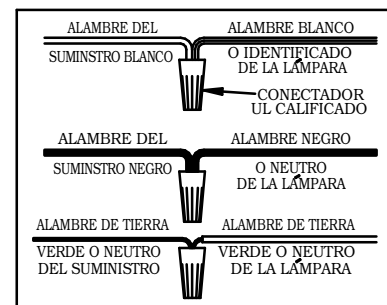 ALAMBRE DEL ALAMBRE BLANCO
SUMINSTRO BLANCO O IDENTIFICADO
DE LA LÁMPARA
CONECTADOR
UL CALIFICADO
ALAMBRE DEL ALAMBRE NEGRO
SUMINSTRO NEGRO O NEUTRO
DE LA LÁMPARA
ALAMBRE DE TIERRA ALAMBRE DE TIERRA
VERDE O NEUTRO VERDE O NEUTRO
DEL SUMINISTRO DE LA LÁMPARA